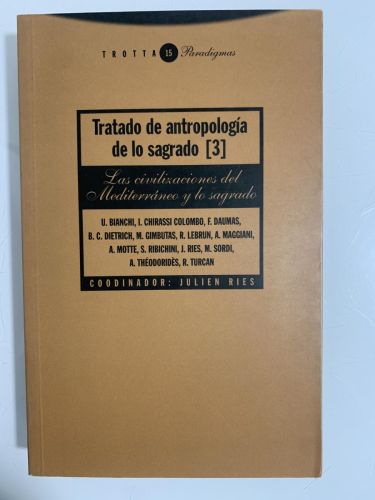 TROTTA 15 Paradigmas
Tratado de antropología
de lo sagrado [3]
Las civilizaciones del
Mediterráneo y lo sagrado
U. BIANCHI, I. CHIRASSI COLOMBO, F. DAUMAS,
B. C. DIETRICH, M. GIMBUTAS, R. LEBRUN, A. MAGGIANI,
A. MOTTE, S. RIBICHINI, J. RIES, M. SORDI,
A. THÉODORIDÈS, R. TURCAN
COODINADOR: JULIEN RIES